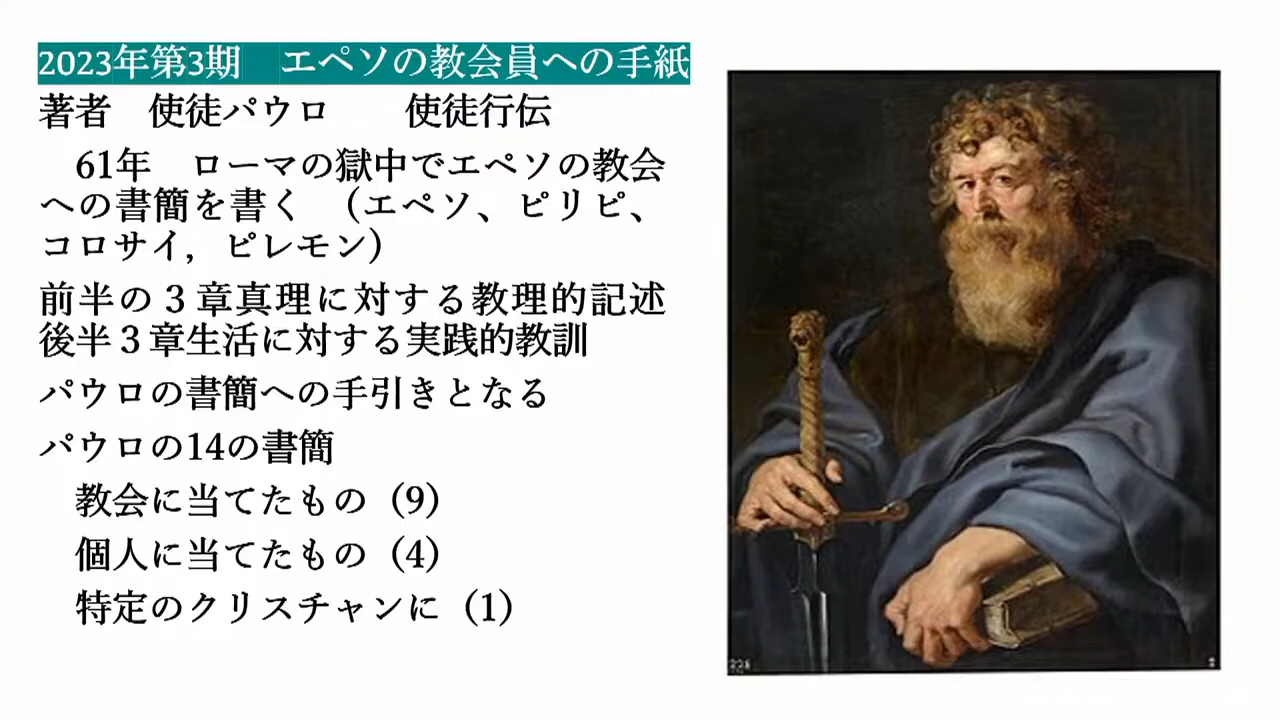 2023年第3期　エペソの教会員への手紙
著者　使徒パウロ　　使徒行伝
　61年　ローマの獄中でエペソの教会
への書簡を書く　（エペソ、ピリピ、
コロサイ，ピレモン）
前半の３章真理に対する教理的記述
後半３章生活に対する実践的教訓
パウロの書簡への手引きとなる
パウロの14の書簡
　教会に当てたもの（9）
　個人に当てたもの（4）
　特定のクリスチャンに（1）